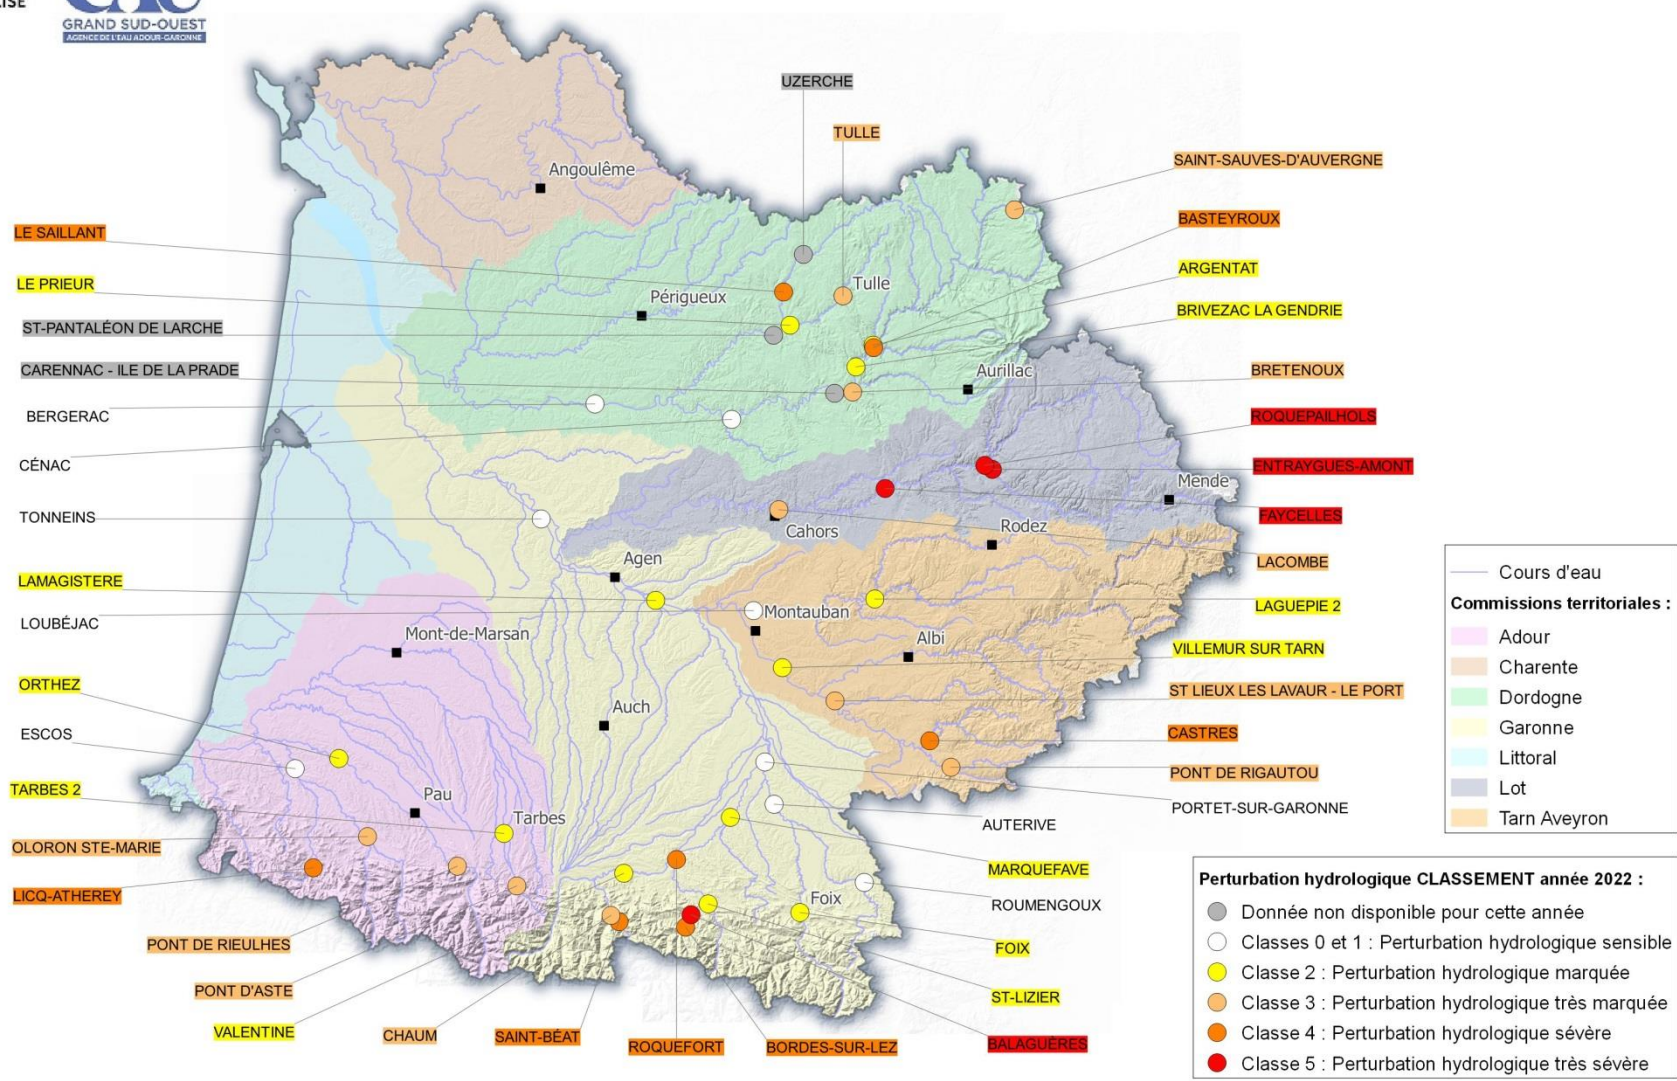 GRAND SUD-OUEST
AGENCE DE L'EAU ADOUR-GARONNE
UZERCHE
TULLE
SAINT-SAUVES-D'AUVERGNE
Angoulême
BASTEYROUX
LE SAILLANT
ARGENTAT
LE PRIEUR
Tulle
Périgueux
BRIVEZAC LA GENDRIE
ST-PANTALÉON DE LARCHE
CARENNAC - ILE DE LA PRADE
Aurillac
BRETENOUX
BERGERAC
ROQUEPAILHOLS
CÉNAC
ENTRAYGUES-AMONT
Mende
TONNEINS
FAYCELLES
Cahors
Rodez
Agen
LACOMBE
LAMAGISTERE
LAGUEPIE 2
LOUBÉJAC
Montauban
Mont-de-Marsan
Albi
VILLEMUR SUR TARN
ORTHEZ
ST LIEUX LES LAVAUR - LE PORT
Auch
ESCOS
CASTRES
PONT DE RIGAUTOU
TARBES 2
Pau
PORTET-SUR-GARONNE
Tarbes
AUTERIVE
OLORON STE-MARIE
MARQUEFAVE
LICQ-ATHEREY
Foix
ROUMENGOUX
PONT DE RIEULHES
FOIX
PONT D'ASTE
ST-LIZIER
VALENTINE
CHAUM
SAINT-BÉAT
ROQUEFORT
BORDES-SUR-LEZ
BALAGUÈRES
Cours d'eau
Commissions territoriales :
Adour
Charente
Dordogne
Garonne
Littoral
Lot
Tarn Aveyron
Perturbation hydrologique CLASSEMENT année 2022 :
Donnée non disponible pour cette année
Classes 0 et 1 : Perturbation hydrologique sensible
Classe 2 : Perturbation hydrologique marquée
Classe 3 : Perturbation hydrologique très marquée
Classe 4 : Perturbation hydrologique sévère
Classe 5 : Perturbation hydrologique très sévère